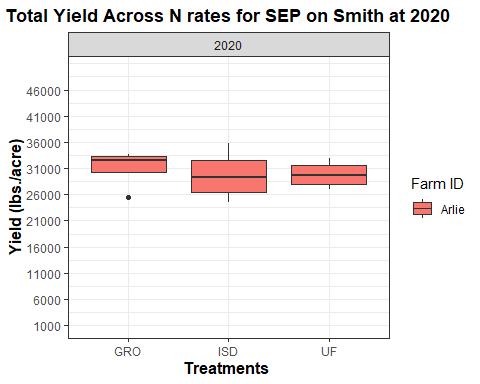 Total Yield Across N rates for SEP on Smith at 2020
2020
Yield (lbs./acre)
46000
41000
36000
31000
26000
21000
16000
11000
6000
1000
GRO ISD UF
Treatments
Farm ID
Arlie